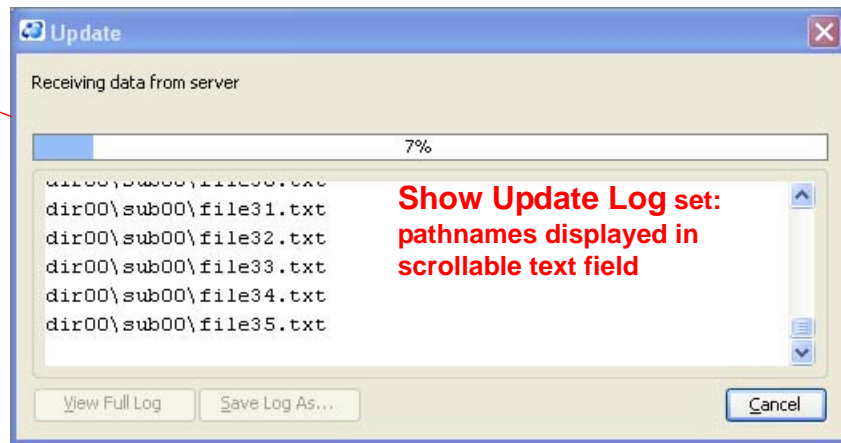 Update
Receiving data from server
7%
dir00\sub00\file31.txt
dir00\sub00\file32.txt
dir00\sub00\file33.txt
dir00\sub00\file34.txt
dir00\sub00\file35.txt
Show Update Log set:
pathnames displayed in
scrollable text field
View Full Log
Save Log As...
Cancel